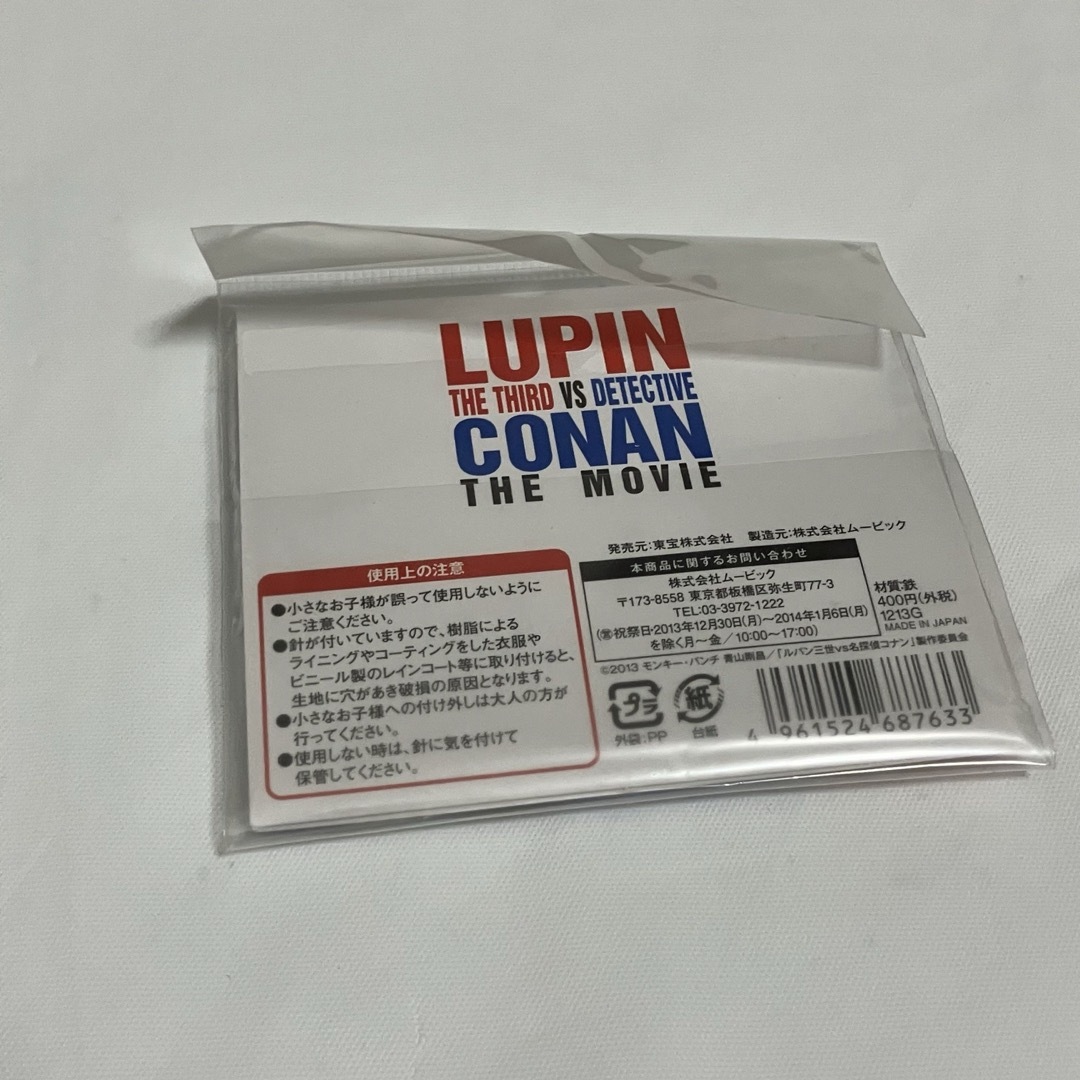 LUPIN
THE THIRD VS DETECTIVE
CONAN
THE MOVIE
発売元:東宝株式会社 製造元:株式会社ムービック
使用上の注意
●小さなお子様が誤って使用しないように
ご注意ください。
●針が付いていますので、樹脂による
ライニングやコーティングをした衣服や
ビニール製のレインコート等に取り付けると、
生地に穴があき破損の原因となります。
●小さなお子様への付け外しは大人の方が
行ってください。
●使用しない時は、針に気を付けて
保管してください。
本商品に関するお問い合わせ
株式会社ムービック
〒173-8558 東京都板橋区弥生町77-3
TEL:03-3972-1222
(㊡祝祭日・2013年12月30日(月)～2014年1月6日(月)
を除く月～金/10:00～17:00)
材質:鉄
400円(外税)
1213G
MADE IN JAPAN
©2013 モンキー・パンチ 青山剛昌/「ルパン三世vs名探偵コナン」製作委員会
プラ
外袋:PP
紙
台紙
4 961524 687633